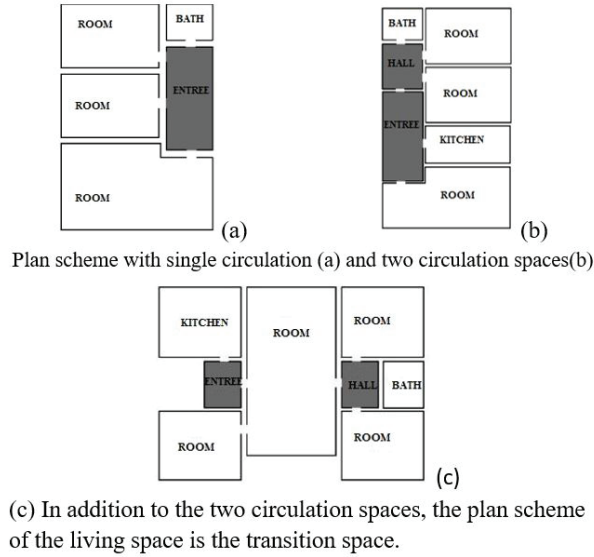 ROOM
BATH
ENTREE
ROOM
ROOM
(a)
BATH
ROOM
HALL
ROOM
ENTREE
KITCHEN
ROOM
(b)
Plan scheme with single circulation (a) and two circulation spaces(b)
KITCHEN
ROOM
ROOM
ENTREE
HALL
BATH
ROOM
ROOM
(c)
(c) In addition to the two circulation spaces, the plan scheme
of the living space is the transition space.